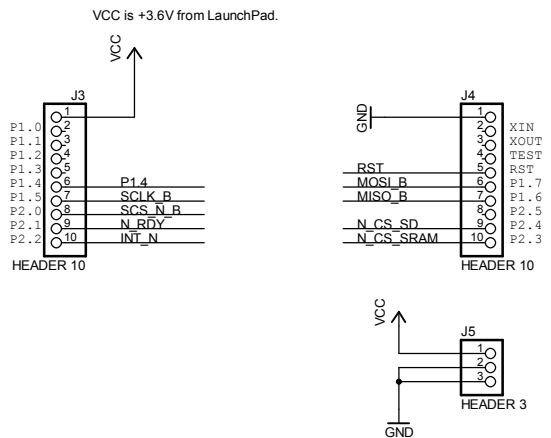 VCC is +3.6V from LaunchPad.
VCC
J3
1
P1.0 2
P1.1 3
P1.2 4
P1.3 5
P1.4 6 P1.4
P1.5 7 SCLK_B
P2.0 8 SCS_N_B
P2.1 9 N_RDY
P2.2 10 INT_N
HEADER 10
J4
GND 1
2 XIN
3 XOUT
4 TEST
RST 5 RST
MOSI_B 6 P1.7
MISO_B 7 P1.6
8 P2.5
N_CS_SD 9 P2.4
N_CS_SRAM 10 P2.3
HEADER 10
VCC
J5
1
2
3
HEADER 3
GND